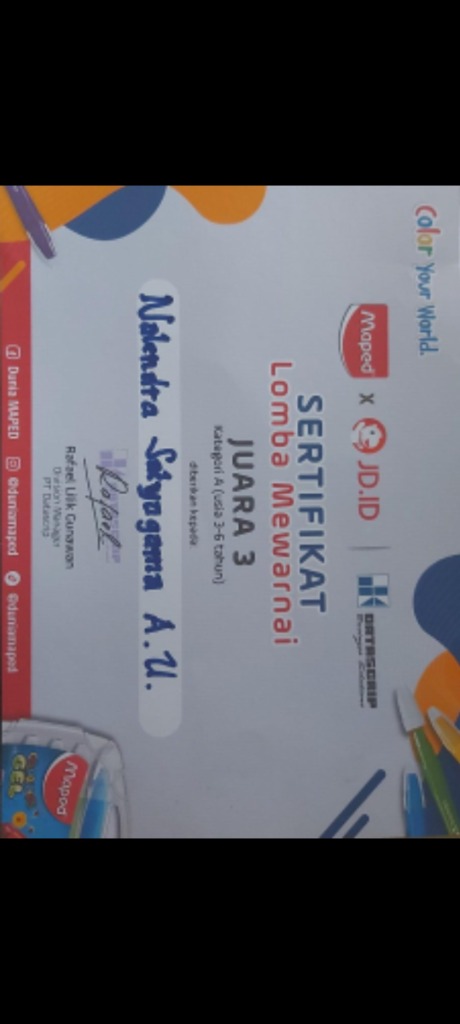 Color Your World.
Maped x JD.ID | DATASCRIP
SERTIFIKAT
Lomba Mewarnai
JUARA 3
Kategori A (usia 3-6 tahun)
diberikan kepada
Nalendra Satyagama A.U.
Rafael
Rafael Lilik Gunawan
Division Manager
PT Datascrip
Dunia MAPED @duniamaped @duniamaped
Maped
GEL